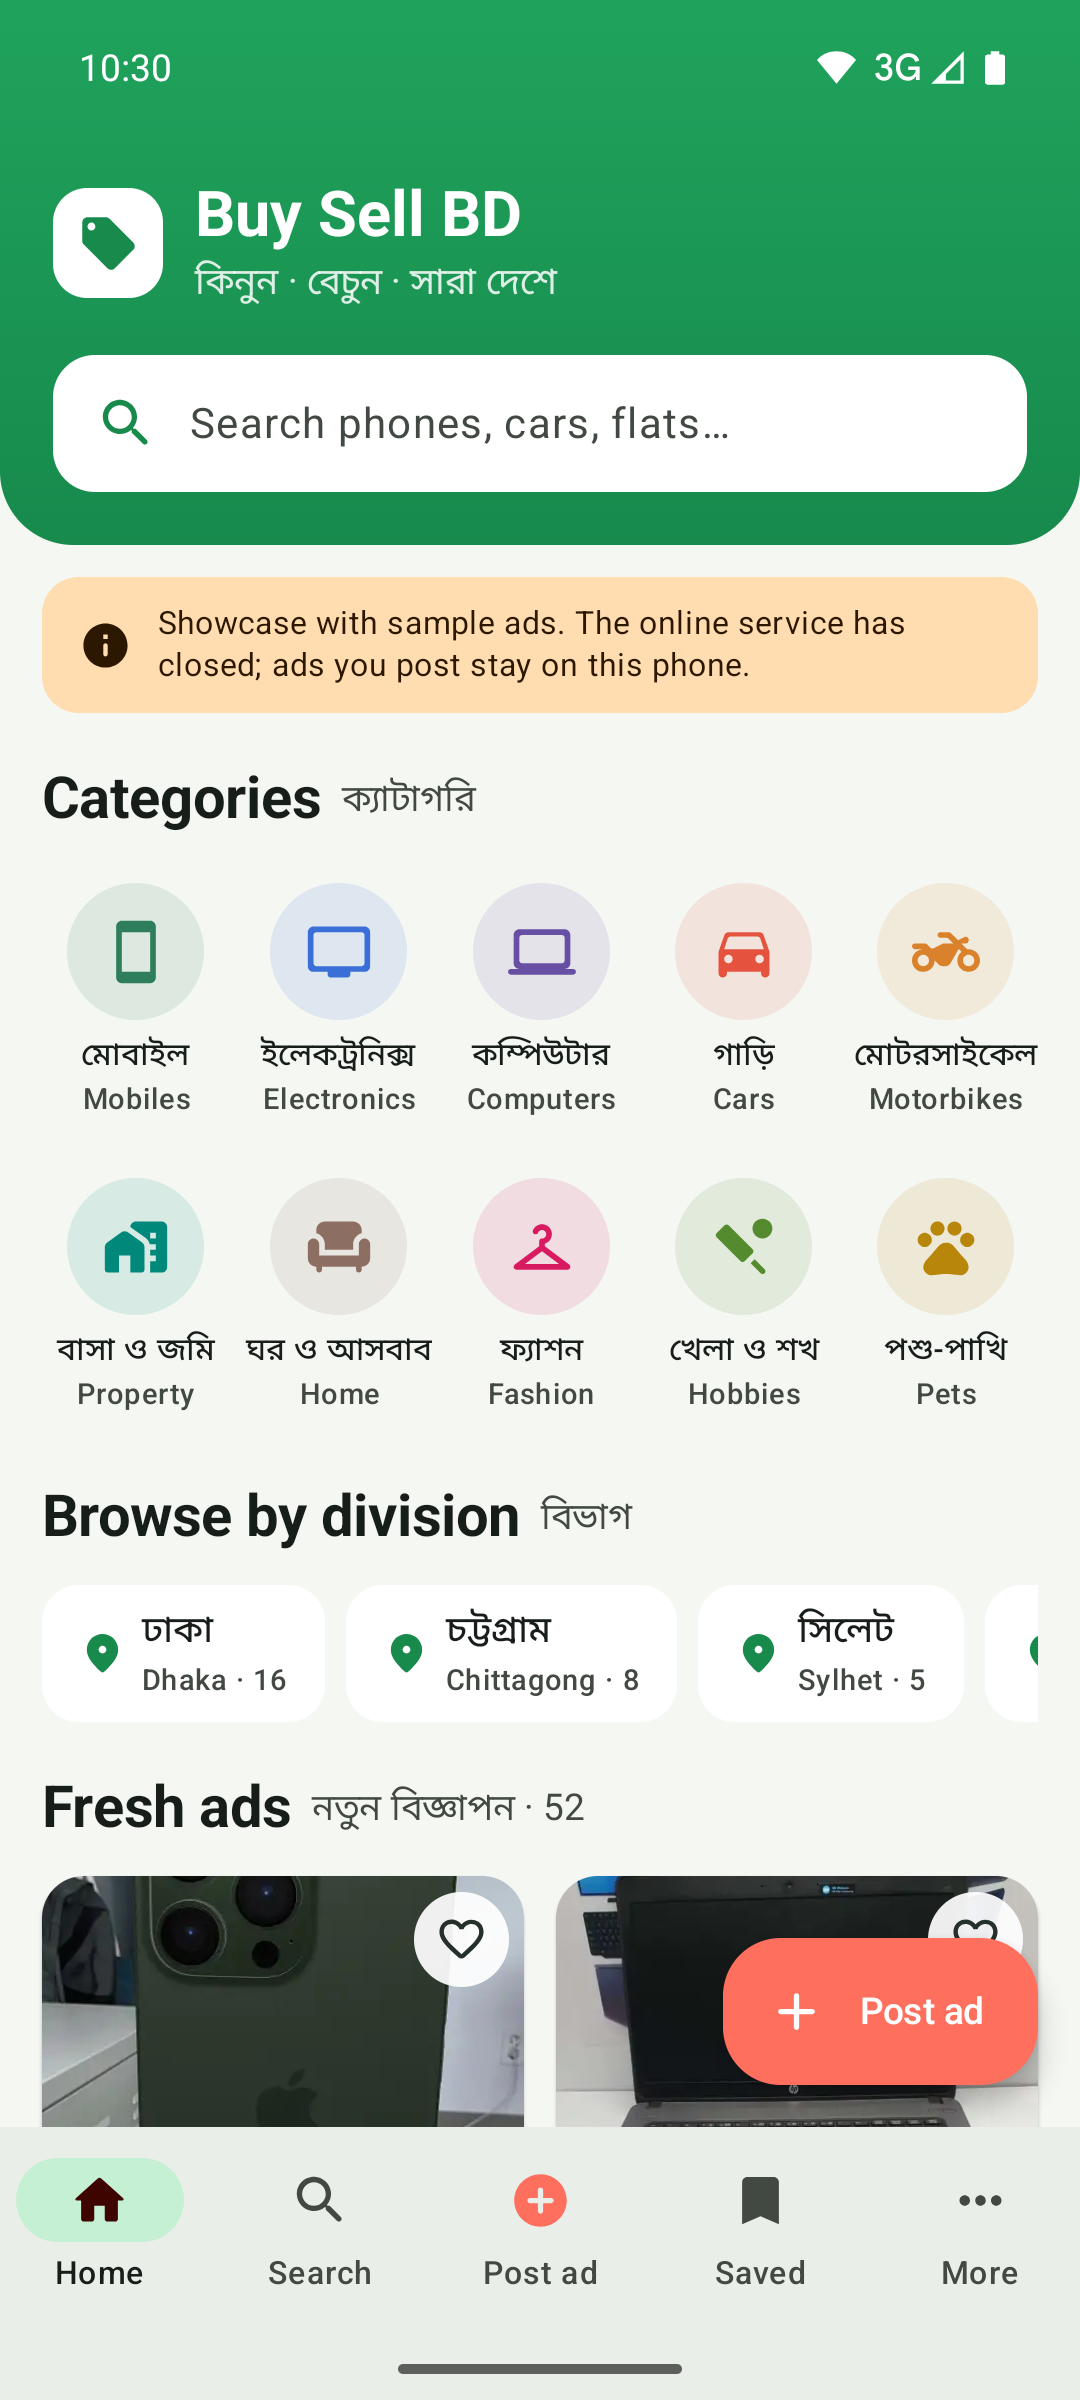 10:30
3G
Buy Sell BD
কিনুন · বেচুন · সারা দেশে
Search phones, cars, flats…
Showcase with sample ads. The online service has
closed; ads you post stay on this phone.
Categories ক্যাটাগরি
মোবাইল ইলেকট্রনিক্স কম্পিউটার গাড়ি মোটরসাইকেল
Mobiles Electronics Computers Cars Motorbikes
বাসা ও জমি ঘর ও আসবাব ফ্যাশন খেলা ও শখ পশু-পাখি
Property Home Fashion Hobbies Pets
Browse by division বিভাগ
ঢাকা চট্টগ্রাম সিলেট
Dhaka · 16 Chittagong · 8 Sylhet · 5
Fresh ads নতুন বিজ্ঞাপন · 52
Post ad
Home Search Post ad Saved More